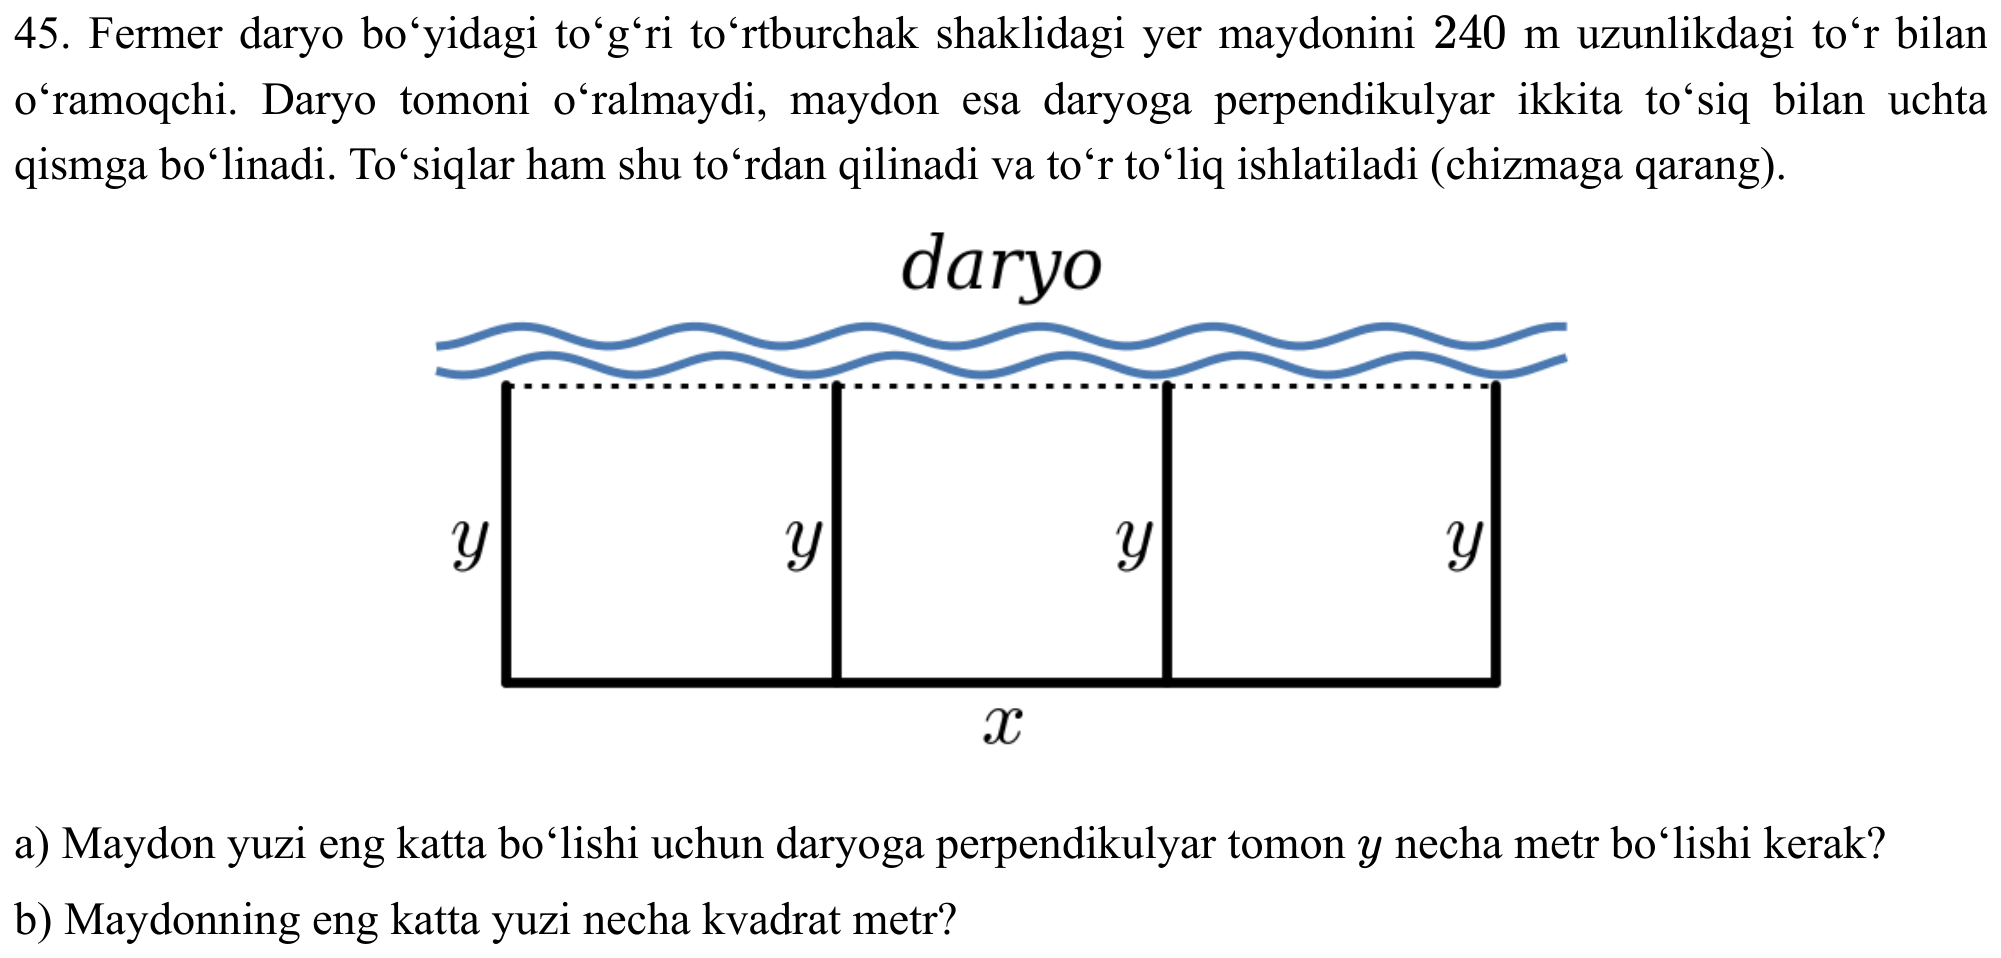 45. Fermer daryo bo‘yidagi to‘g‘ri to‘rtburchak shaklidagi yer maydonini 240 m uzunlikdagi to‘r bilan
o‘ramoqchi. Daryo tomoni o‘ralmaydi, maydon esa daryoga perpendikulyar ikkita to‘siq bilan uchta
qismga bo‘linadi. To‘siqlar ham shu to‘rdan qilinadi va to‘r to‘liq ishlatiladi (chizmaga qarang).
daryo
y y y y
x
a) Maydon yuzi eng katta bo‘lishi uchun daryoga perpendikulyar tomon y necha metr bo‘lishi kerak?
b) Maydonning eng katta yuzi necha kvadrat metr?